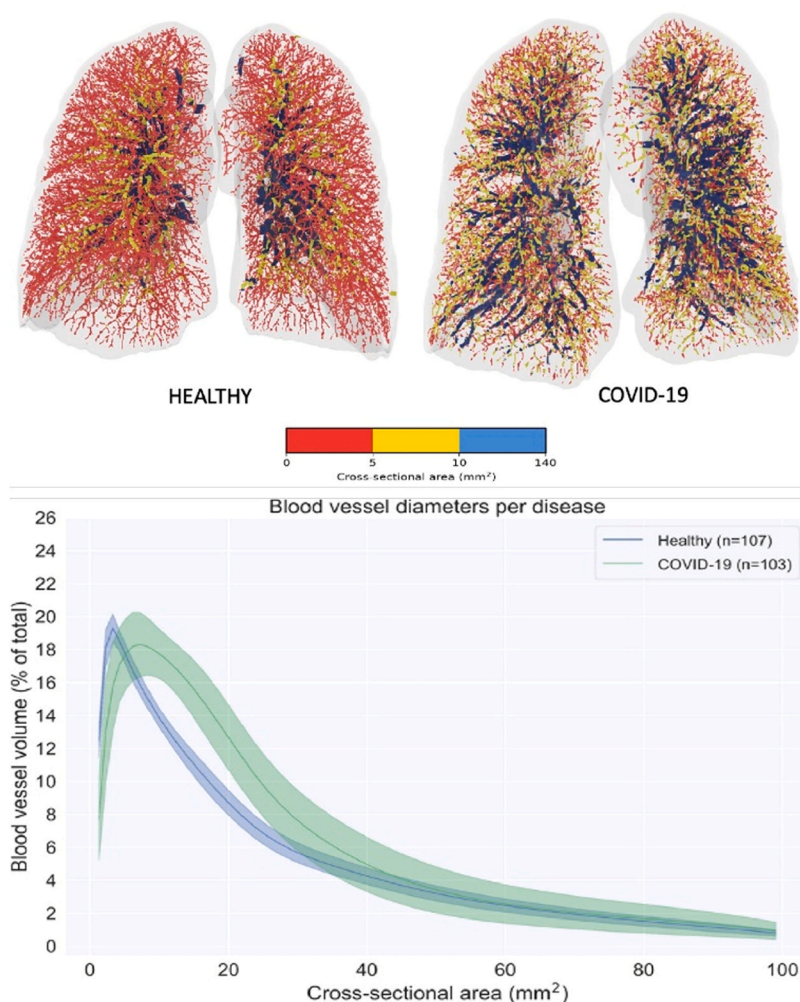 HEALTHY
COVID-19
0 5 10 140
Cross-sectional area (mm²)
Blood vessel diameters per disease
Healthy (n=107)
COVID-19 (n=103)
Blood vessel volume (% of total)
26
24
22
20
18
16
14
12
10
8
6
4
2
0
0 20 40 60 80 100
Cross-sectional area (mm²)